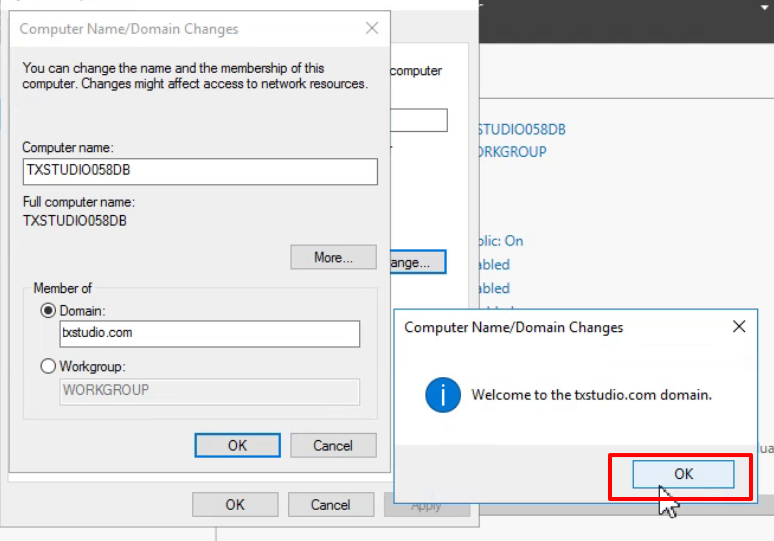 Computer Name/Domain Changes
You can change the name and the membership of this
computer. Changes might affect access to network resources.
Computer name:
TXSTUDIO058DB
Full computer name:
TXSTUDIO058DB
More...
Member of
Domain:
txstudio.com
Workgroup:
WORKGROUP
OK
Cancel
computer
ange...
OK
Cancel
Apply
STUDIO058DB
ORKGROUP
blic: On
abled
abled
Computer Name/Domain Changes
Welcome to the txstudio.com domain.
OK